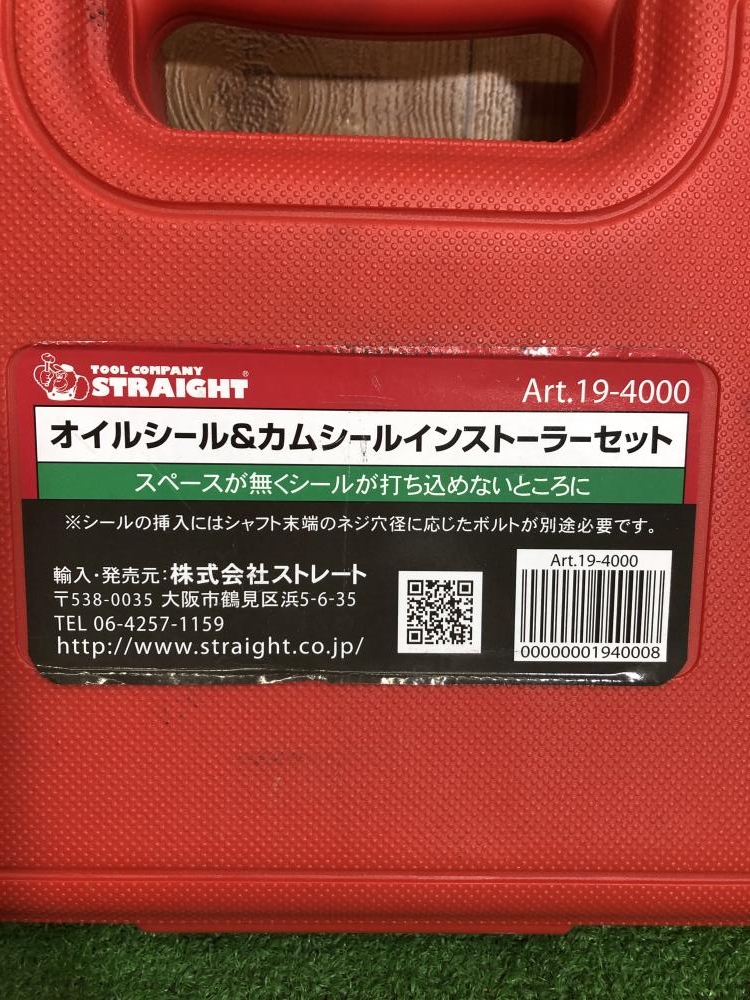 TOOL COMPANY
STRAIGHT®
Art.19-4000
オイルシール&カムシールインストーラーセット
スペースが無くシールが打ち込めないところに
※シールの挿入にはシャフト末端のネジ穴径に応じたボルトが別途必要です。
輸入・発売元:株式会社ストレート
〒538-0035 大阪市鶴見区浜5-6-35
TEL 06-4257-1159
http://www.straight.co.jp/
Art.19-4000
00000001940008